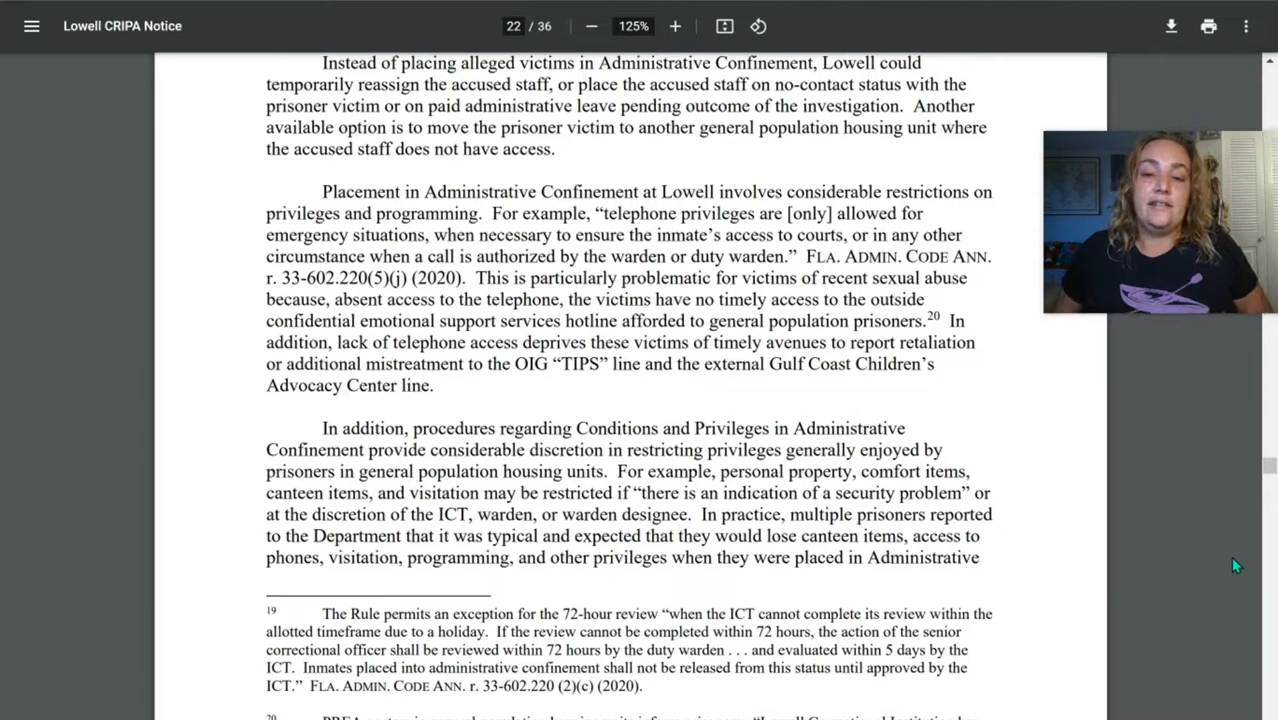 Lowell CRIPA Notice
22 / 36
125%
Instead of placing alleged victims in Administrative Confinement, Lowell could
temporarily reassign the accused staff, or place the accused staff on no-contact status with the
prisoner victim or on paid administrative leave pending outcome of the investigation.  Another
available option is to move the prisoner victim to another general population housing unit where
the accused staff does not have access.
Placement in Administrative Confinement at Lowell involves considerable restrictions on
privileges and programming.  For example, “telephone privileges are [only] allowed for
emergency situations, when necessary to ensure the inmate’s access to courts, or in any other
circumstance when a call is authorized by the warden or duty warden.”  FLA. ADMIN. CODE ANN.
r. 33-602.220(5)(j) (2020).  This is particularly problematic for victims of recent sexual abuse
because, absent access to the telephone, the victims have no timely access to the outside
confidential emotional support services hotline afforded to general population prisoners.20  In
addition, lack of telephone access deprives these victims of timely avenues to report retaliation
or additional mistreatment to the OIG “TIPS” line and the external Gulf Coast Children’s
Advocacy Center line.
In addition, procedures regarding Conditions and Privileges in Administrative
Confinement provide considerable discretion in restricting privileges generally enjoyed by
prisoners in general population housing units.  For example, personal property, comfort items,
canteen items, and visitation may be restricted if “there is an indication of a security problem” or
at the discretion of the ICT, warden, or warden designee.  In practice, multiple prisoners reported
to the Department that it was typical and expected that they would lose canteen items, access to
phones, visitation, programming, and other privileges when they were placed in Administrative
19 The Rule permits an exception for the 72-hour review “when the ICT cannot complete its review within the
allotted timeframe due to a holiday.  If the review cannot be completed within 72 hours, the action of the senior
correctional officer shall be reviewed within 72 hours by the duty warden . . . and evaluated within 5 days by the
ICT.  Inmates placed into administrative confinement shall not be released from this status until approved by the
ICT.”  FLA. ADMIN. CODE ANN. r. 33-602.220 (2)(c) (2020).
20